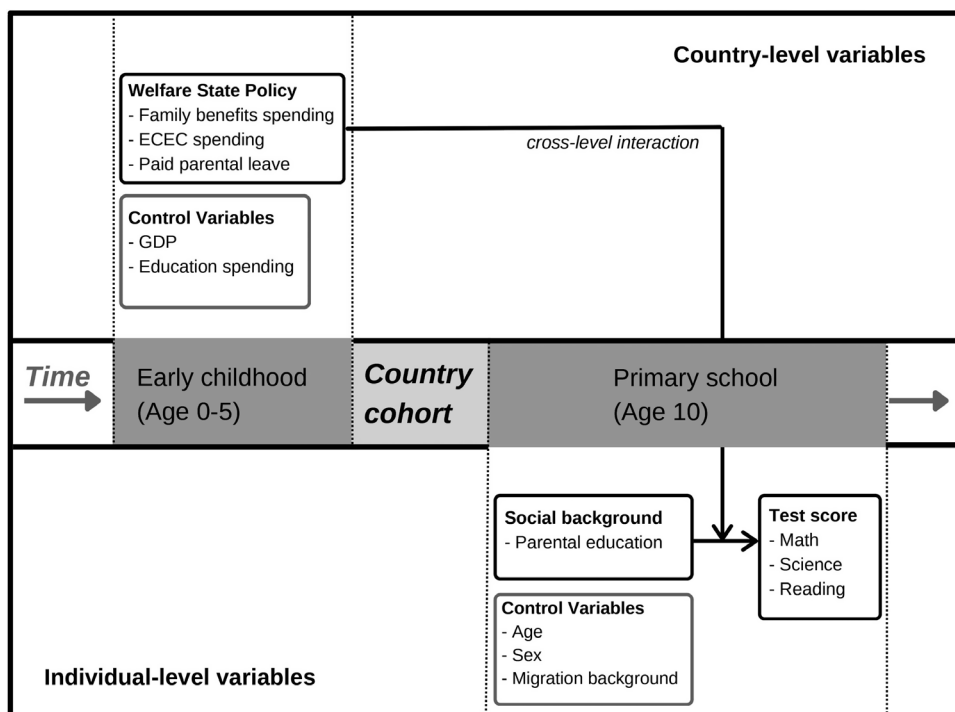 Country-level variables
Welfare State Policy
- Family benefits spending
- ECEC spending
- Paid parental leave
cross-level interaction
Control Variables
- GDP
- Education spending
Time
Early childhood
(Age 0-5)
Country
cohort
Primary school
(Age 10)
Social background
- Parental education
Test score
- Math
- Science
- Reading
Control Variables
- Age
- Sex
- Migration background
Individual-level variables